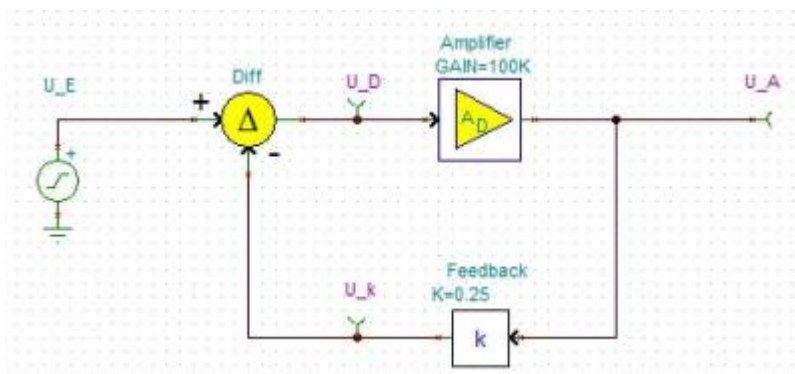 Amplifier
GAIN=100K
U_E
Diff
U_D
U_A
+
Δ
A_D
+
-
Feedback
K=0.25
U_k
k